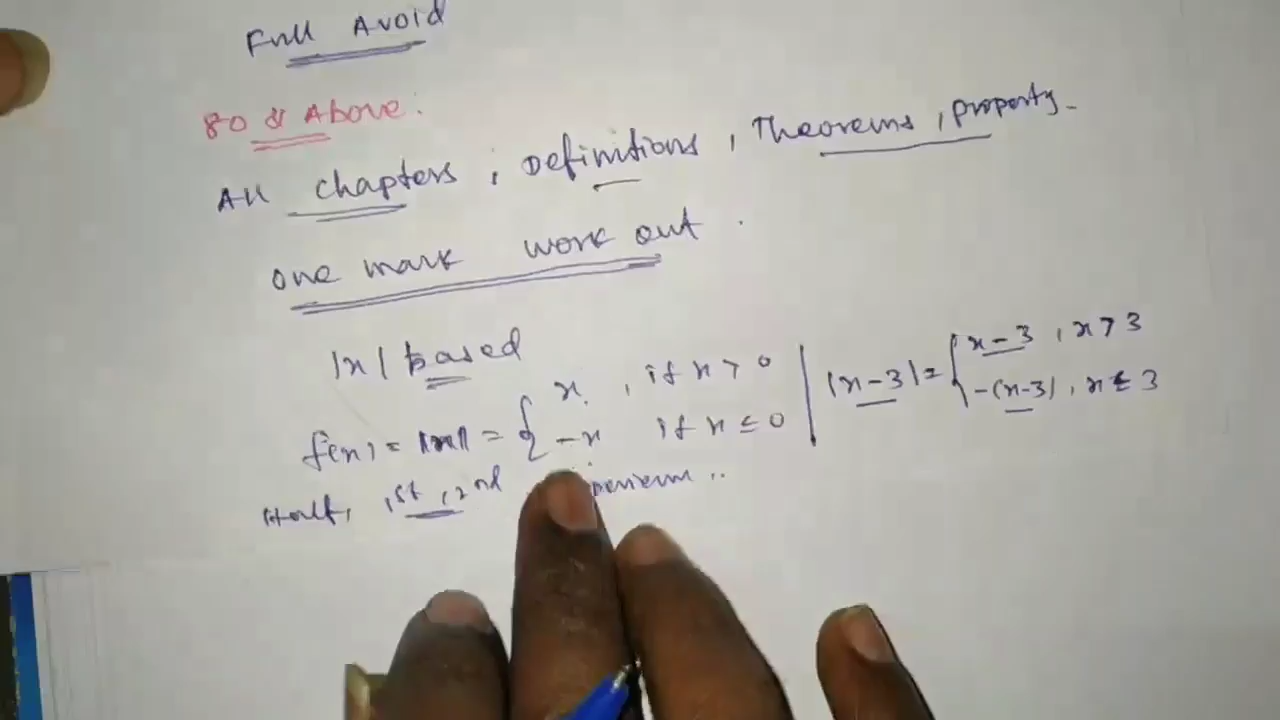 Full Avoid
80 & Above:
All chapters, Definitions, Theorems, property.
one mark work out.
|x| based
f(x) = |x| = { x, if x > 0
-x if x ≤ 0
|x-3| = { x-3, x > 3
-(x-3), x ≤ 3
Half, 1st, 2nd